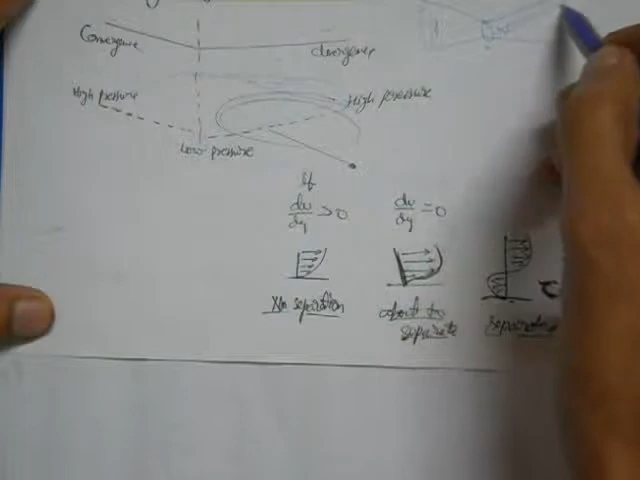 Convergence
divergence
High pressure
High pressure
Low pressure
If
du/dy > 0
du/dy = 0
No separation
about to
separate
Separation